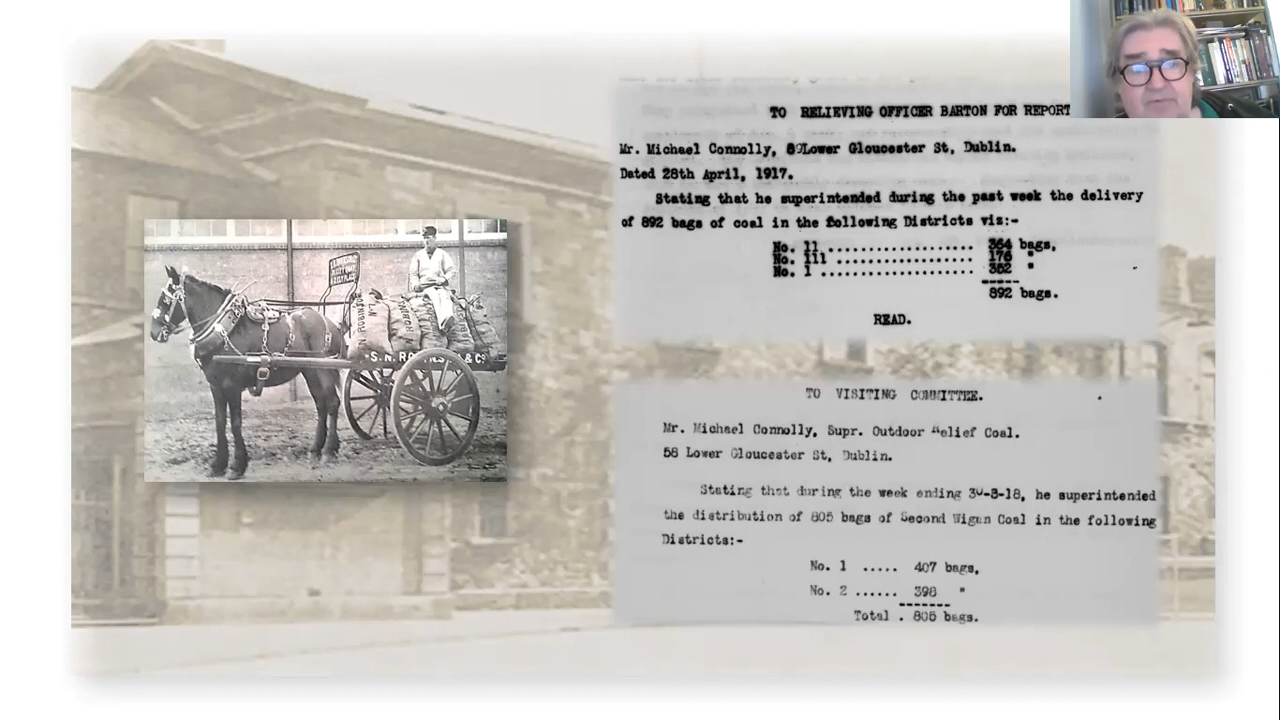 TO RELIEVING OFFICER BARTON FOR REPORT
Mr. Michael Connolly, Lower Gloucester St, Dublin.
Dated 28th April, 1917.
Stating that he superintended during the past week the delivery
of 892 bags of coal in the following Districts viz:-
No. 11 ...................... 364 bags,
No. 111 ...................... 176 "
No. 1 ...................... 352 "
892 bags.
READ.
S.N. & Co
TO VISITING COMMITTEE.
Mr. Michael Connolly, Supr. Outdoor Relief Coal.
58 Lower Gloucester St, Dublin.
Stating that during the week ending he superintended
the distribution of 805 bags of Second Wigan Coal in the following
Districts:-
No. 1 ..... 407 bags,
No. 2 ...... 398 "
Total . 805 bags.